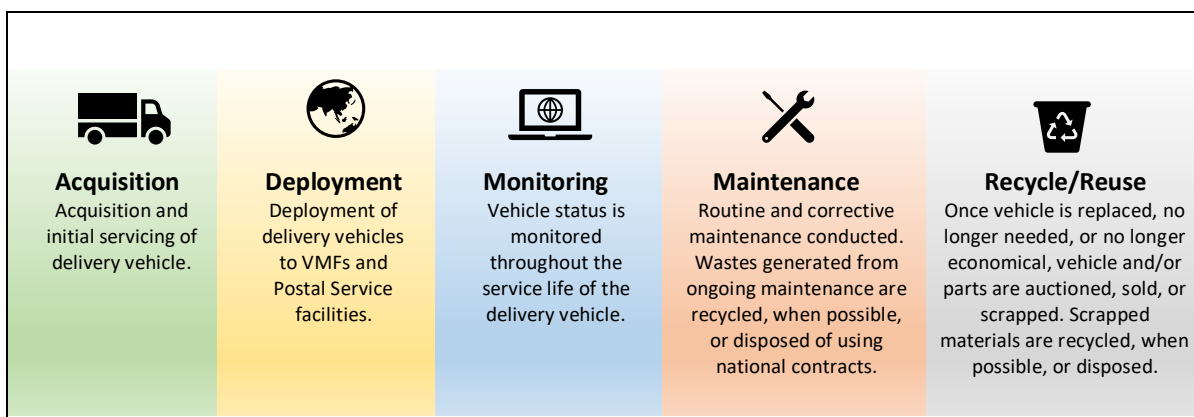 Acquisition
Acquisition and
initial servicing of
delivery vehicle.
Deployment
Deployment of
delivery vehicles
to VMFs and
Postal Service
facilities.
Monitoring
Vehicle status is
monitored
throughout the
service life of the
delivery vehicle.
Maintenance
Routine and corrective
maintenance conducted.
Wastes generated from
ongoing maintenance are
recycled, when possible,
or disposed of using
national contracts.
Recycle/Reuse
Once vehicle is replaced, no
longer needed, or no longer
economical, vehicle and/or
parts are auctioned, sold, or
scrapped. Scrapped
materials are recycled, when
possible, or disposed.